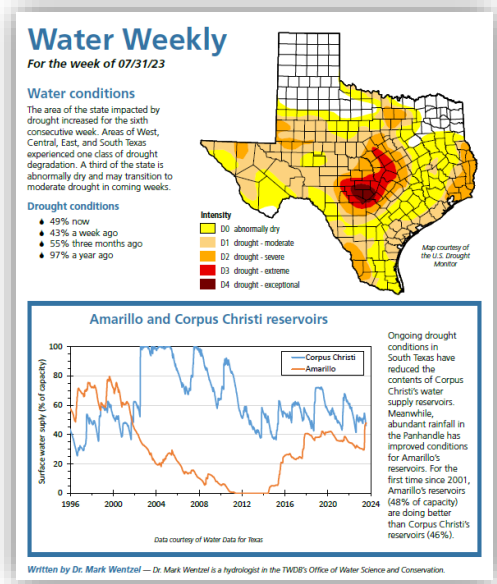 Water Weekly
For the week of 07/31/23
Water conditions
The area of the state impacted by
drought increased for the sixth
consecutive week. Areas of West,
Central, East, and South Texas
experienced one class of drought
degradation. A third of the state is
abnormally dry and may transition to
moderate drought in coming weeks.
Drought conditions
49% now
43% a week ago
55% three months ago
97% a year ago
Intensity
D0 abnormally dry
D1 drought - moderate
D2 drought - severe
D3 drought - extreme
D4 drought - exceptional
Map courtesy of
the U.S. Drought
Monitor
Amarillo and Corpus Christi reservoirs
Surface water suply (% of capacity)
100
80
60
40
20
0
1996 2000 2004 2008 2012 2016 2020 2024
Corpus Christi
Amarillo
Data courtesy of Water Data for Texas
Ongoing drought
conditions in
South Texas have
reduced the
contents of Corpus
Christi's water
supply reservoirs.
Meanwhile,
abundant rainfall in
the Panhandle has
improved conditions
for Amarillo's
reservoirs. For the
first time since 2001,
Amarillo's reservoirs
(48% of capacity)
are doing better
than Corpus Christi's
reservoirs (46%).
Written by Dr. Mark Wentzel — Dr. Mark Wentzel is a hydrologist in the TWDB's Office of Water Science and Conservation.